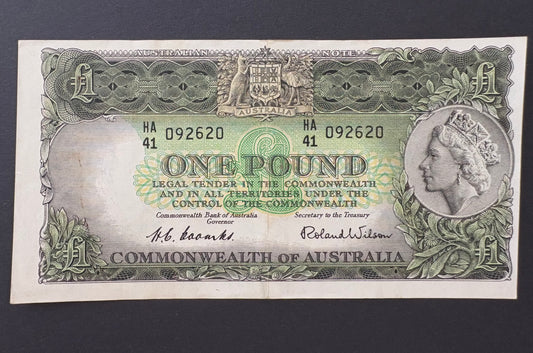 AUSTRALIAN NOTE
£1 £1
AUSTRALIA
HA 41 092620 HA 41 092620
£
ONE POUND
LEGAL TENDER IN THE COMMONWEALTH
AND IN ALL TERRITORIES UNDER THE
CONTROL OF THE COMMONWEALTH
Commonwealth Bank of Australia Secretary to the Treasury
Governor
H.C. Coombs. Roland Wilson
£1 COMMONWEALTH OF AUSTRALIA £1